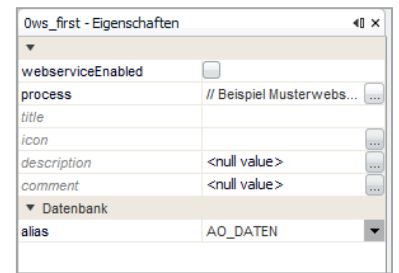 0ws_first - Eigenschaften
webserviceEnabled
process // Beispiel Musterwebs... ...
title
icon ...
description <null value> ...
comment <null value> ...
Datenbank
alias AO_DATEN